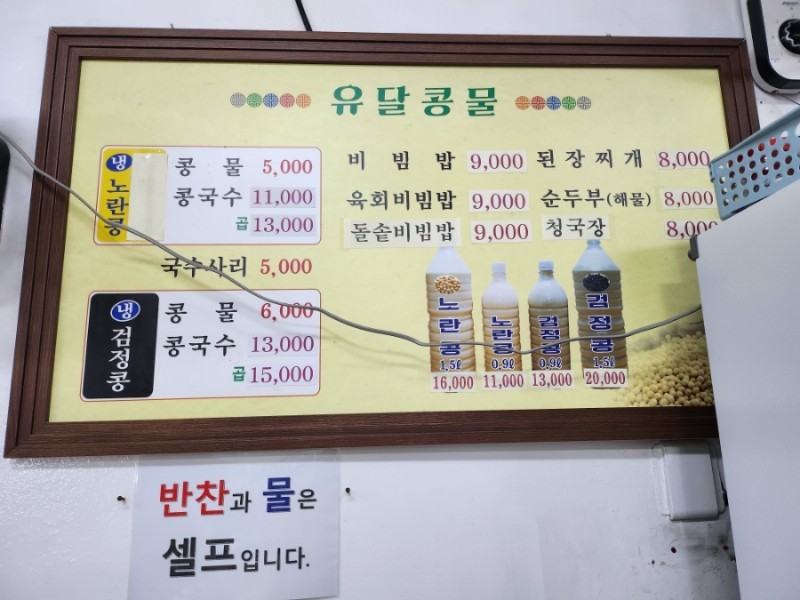 유달콩물
냉 노란콩
콩물 5,000
콩국수 11,000
곱 13,000
국수사리 5,000
냉 검정콩
콩물 6,000
콩국수 13,000
곱 15,000
비빔밥 9,000
육회비빔밥 9,000
돌솥비빔밥 9,000
된장찌개 8,000
순두부(해물) 8,000
청국장 8,000
노란콩 1,5ℓ 16,000
노란콩 0,9ℓ 11,000
검정콩 0,9ℓ 13,000
검정콩 1,5ℓ 20,000
반찬과 물은
셀프입니다.